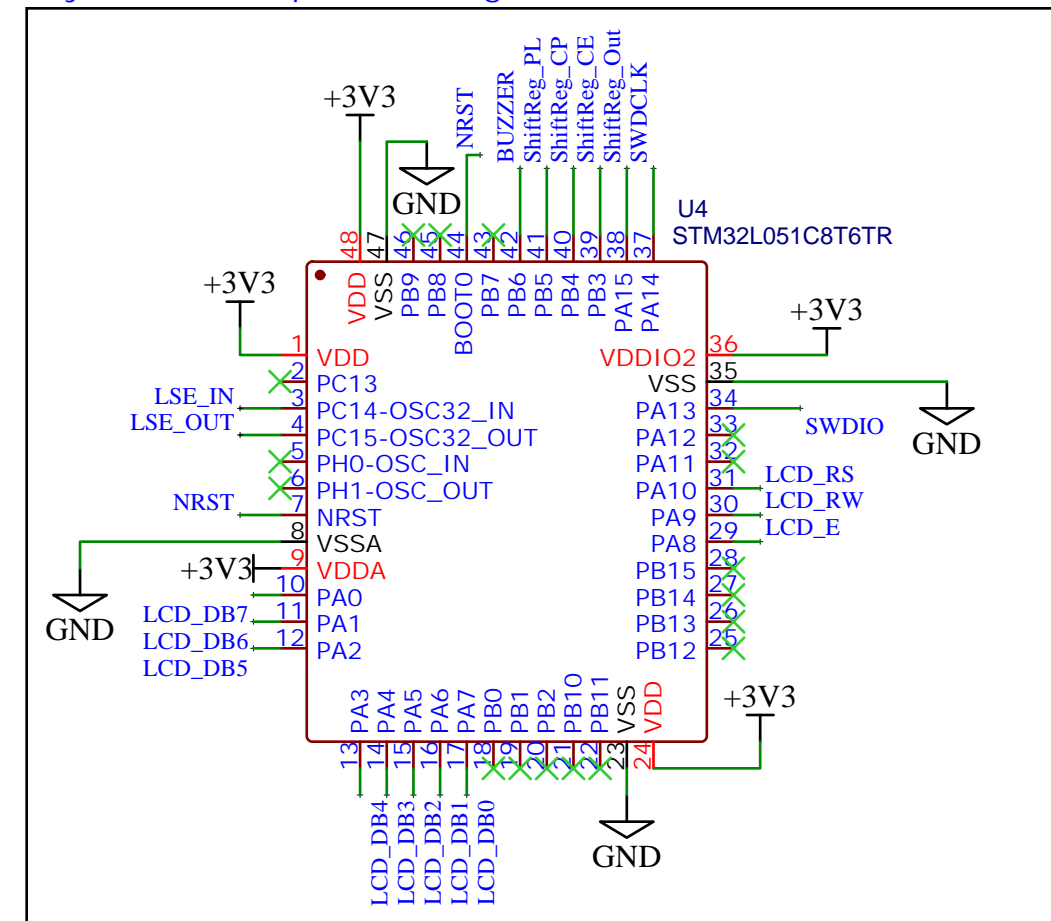 +3V3
GND
NRST
BUZZER
ShiftReg_PL
ShiftReg_CP
ShiftReg_CE
ShiftReg_Out
SWDCLK
U4
STM32L051C8T6TR
48
47
46
45
44
43
42
41
40
39
38
37
VDD
VSS
PB9
PB8
BOOT0
PB7
PB6
PB5
PB4
PB3
PA15
PA14
+3V3
1 VDD
2 PC13
LSE_IN 3 PC14-OSC32_IN
LSE_OUT 4 PC15-OSC32_OUT
5 PH0-OSC_IN
6 PH1-OSC_OUT
NRST 7 NRST
8 VSSA
+3V3 9 VDDA
GND
10 PA0
LCD_DB7 11 PA1
LCD_DB6 12 PA2
LCD_DB5
+3V3
VDDIO2 36
VSS 35
PA13 34
SWDIO
GND
PA12 33
PA11 32
PA10 31 LCD_RS
PA9 30 LCD_RW
PA8 29 LCD_E
PB15 28
PB14 27
PB13 26
PB12 25
PA3
PA4
PA5
PA6
PA7
PB0
PB1
PB2
PB10
PB11
VSS
VDD
13
14
15
16
17
18
19
20
21
22
23
24
+3V3
LCD_DB4
LCD_DB3
LCD_DB2
LCD_DB1
LCD_DB0
GND